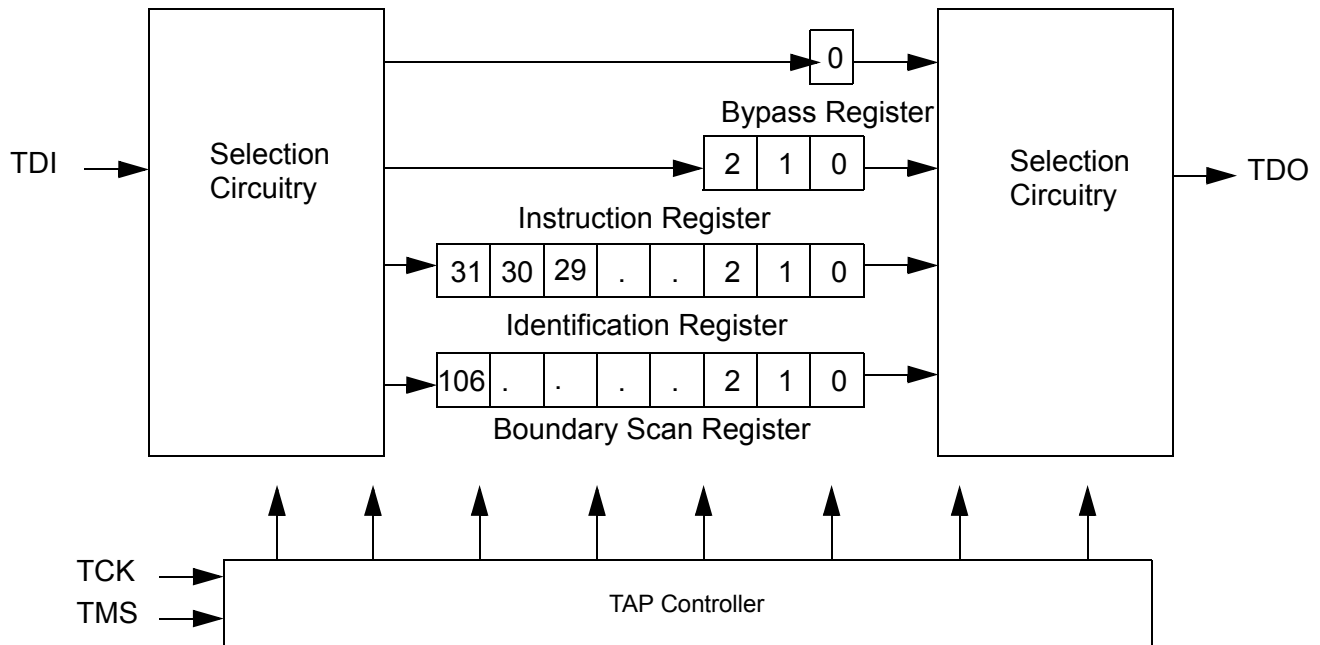 0
Bypass Register
TDI
Selection
Circuitry
2 1 0
Selection
Circuitry
TDO
Instruction Register
31 30 29 . . 2 1 0
Identification Register
106 . . . . 2 1 0
Boundary Scan Register
TCK
TMS
TAP Controller